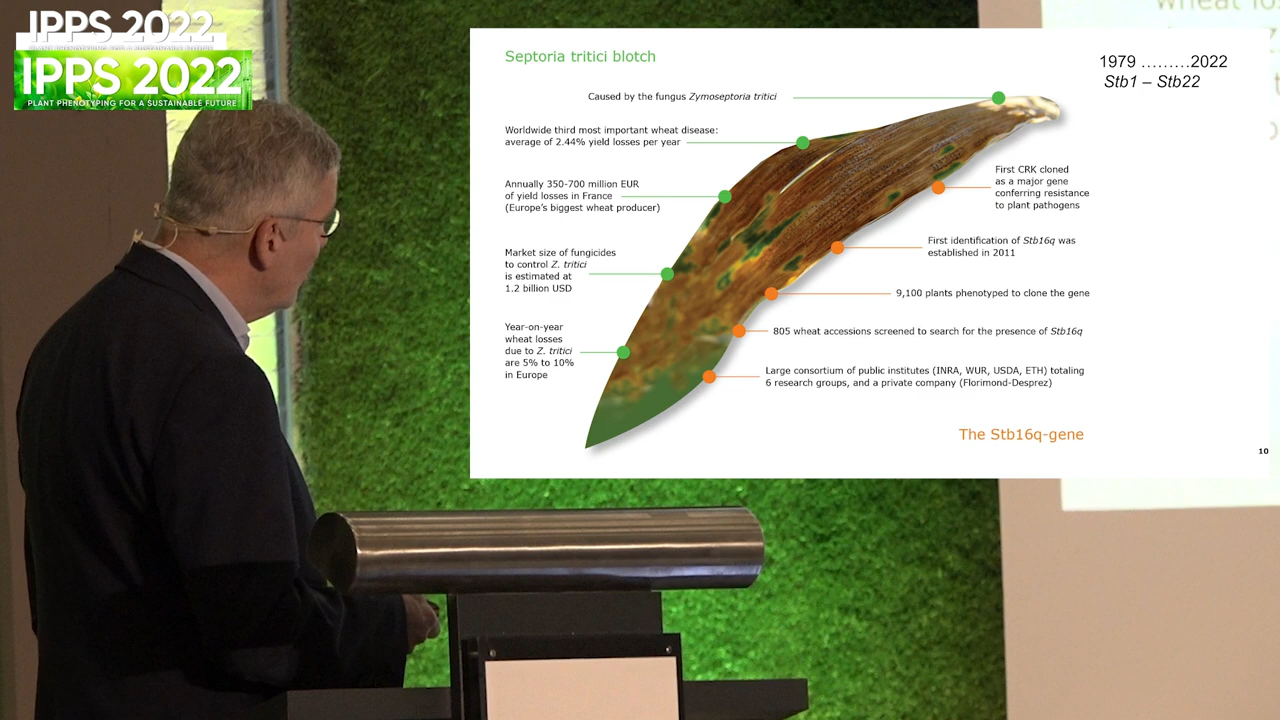 IPPS 2022
IPPS 2022
PLANT PHENOTYPING FOR A SUSTAINABLE FUTURE
Septoria tritici blotch
1979 .........2022
Stb1 – Stb22
Caused by the fungus Zymoseptoria tritici
Worldwide third most important wheat disease:
average of 2.44% yield losses per year
Annually 350-700 million EUR
of yield losses in France
(Europe's biggest wheat producer)
Market size of fungicides
to control Z. tritici
is estimated at
1.2 billion USD
Year-on-year
wheat losses
due to Z. tritici
are 5% to 10%
in Europe
First CRK cloned
as a major gene
conferring resistance
to plant pathogens
First identification of Stb16q was
established in 2011
9,100 plants phenotyped to clone the gene
805 wheat accessions screened to search for the presence of Stb16q
Large consortium of public institutes (INRA, WUR, USDA, ETH) totaling
6 research groups, and a private company (Florimond-Desprez)
The Stb16q-gene
10
wheat